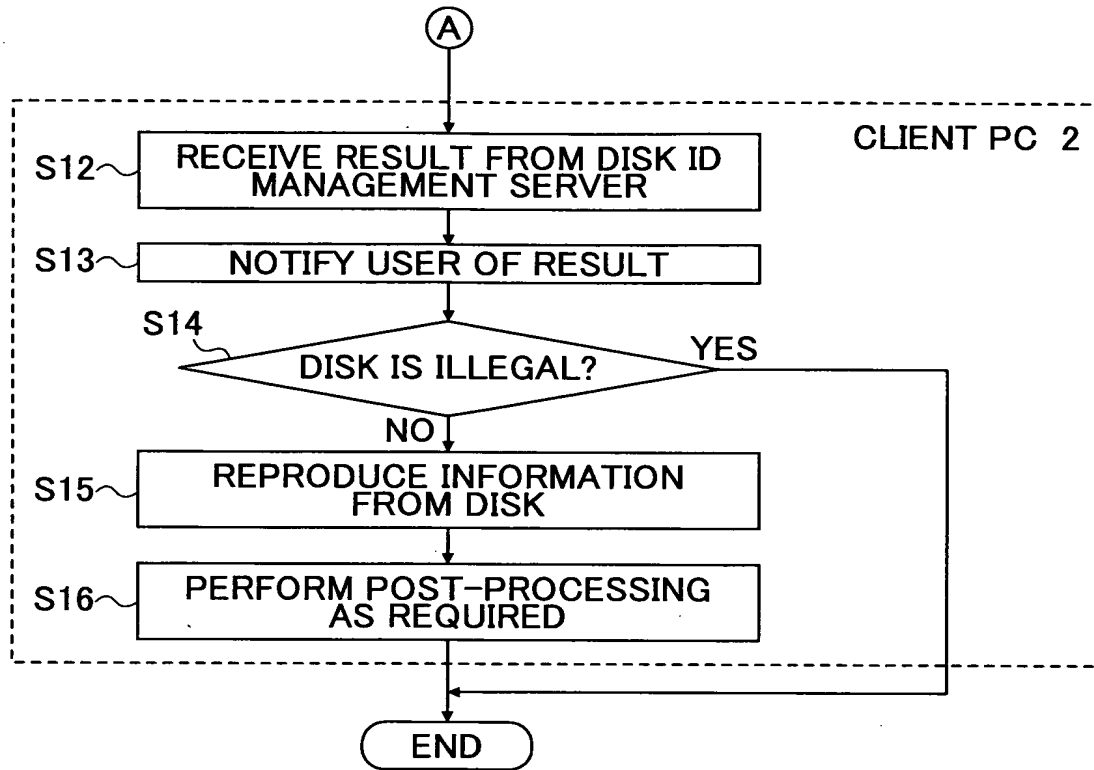 A
CLIENT PC 2
S12
RECEIVE RESULT FROM DISK ID
MANAGEMENT SERVER
S13
NOTIFY USER OF RESULT
S14
DISK IS ILLEGAL?
YES
NO
S15
REPRODUCE INFORMATION
FROM DISK
S16
PERFORM POST-PROCESSING
AS REQUIRED
END